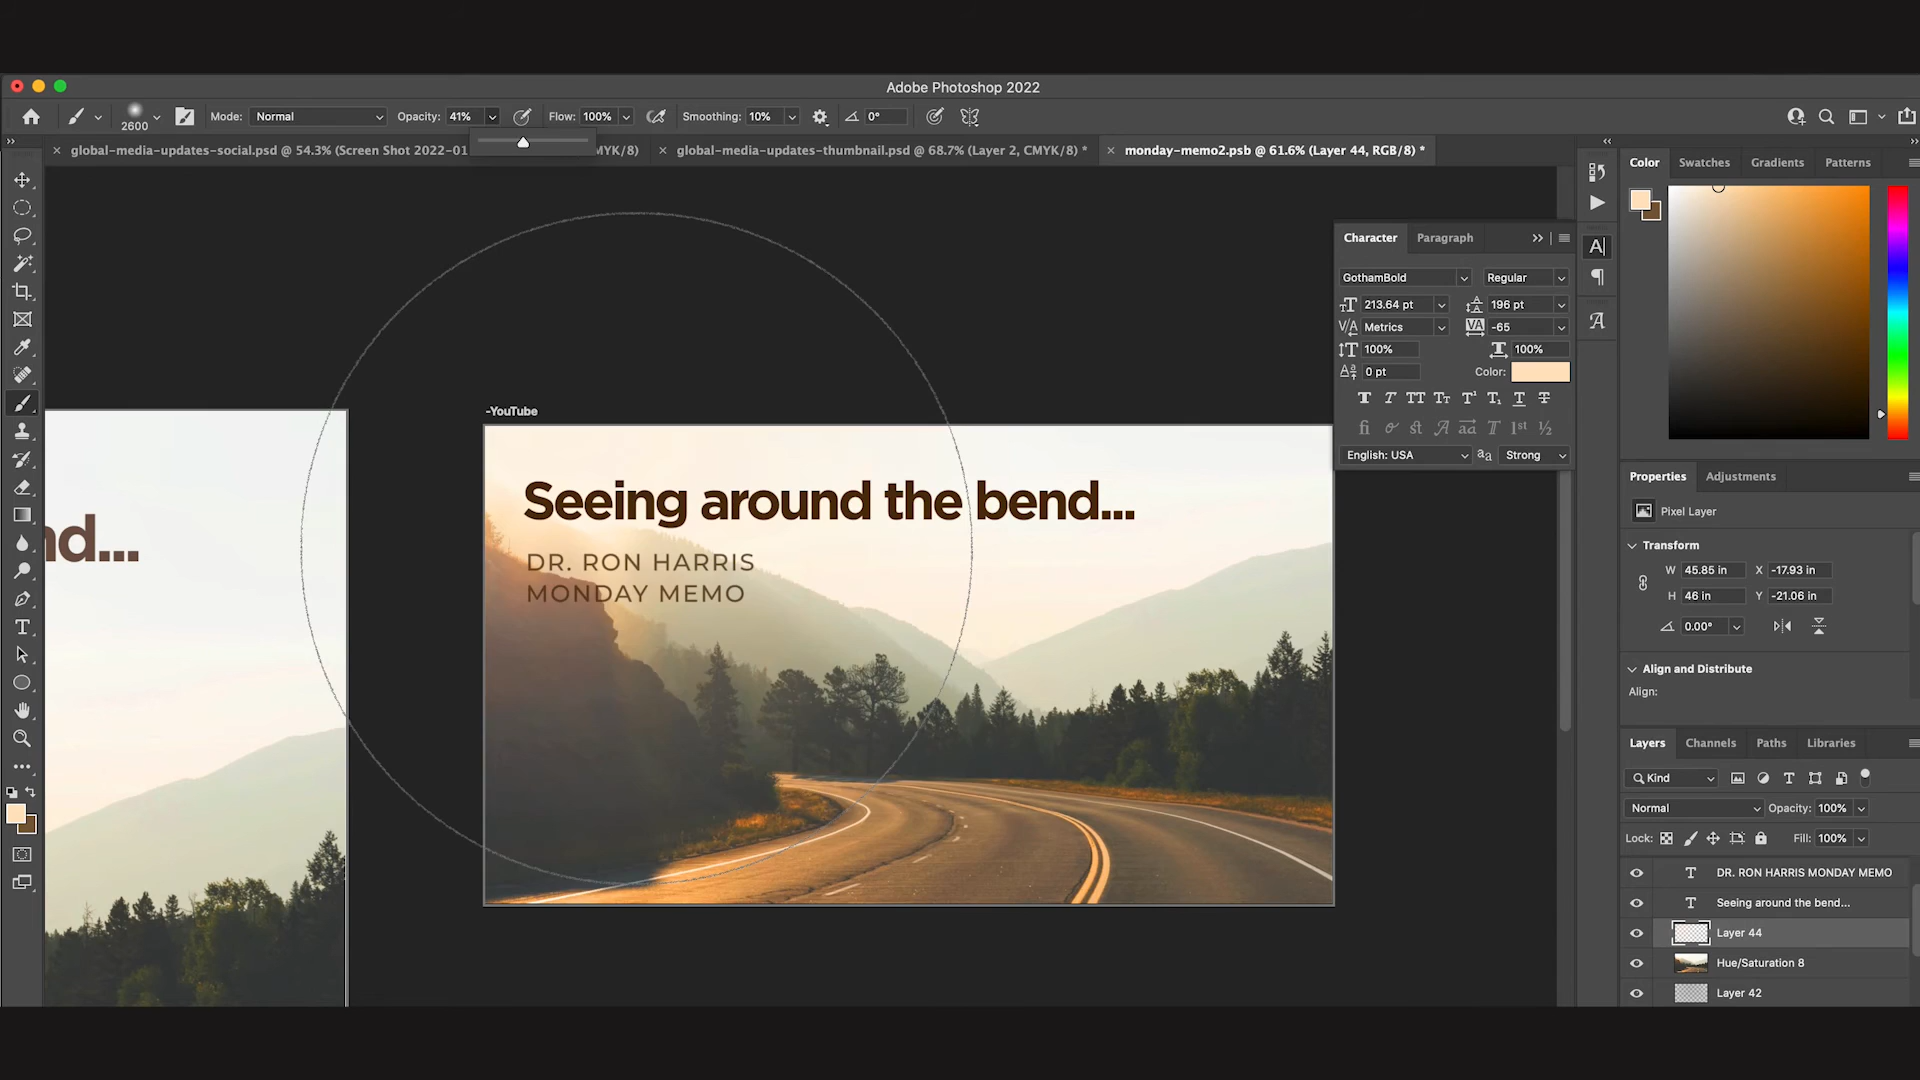 Adobe Photoshop 2022
2600
Mode: Normal
Opacity: 41%
Flow: 100%
Smoothing: 10%
0°
global-media-updates-social.psd @ 54.3% (Screen Shot 2022-01
MYK/8)
global-media-updates-thumbnail.psd @ 68.7% (Layer 2, CMYK/8) *
monday-memo2.psb @ 61.6% (Layer 44, RGB/8) *
Color Swatches Gradients Patterns
Character Paragraph
GothamBold Regular
213.64 pt 196 pt
Metrics -65
100% 100%
0 pt Color:
English: USA Strong
-YouTube
nd...
Seeing around the bend...
DR. RON HARRIS
MONDAY MEMO
Properties Adjustments
Pixel Layer
Transform
W 45.85 in X -17.93 in
H 46 in Y -21.06 in
0.00°
Align and Distribute
Align:
Layers Channels Paths Libraries
Kind
Normal Opacity: 100%
Lock: Fill: 100%
DR. RON HARRIS MONDAY MEMO
Seeing around the bend...
Layer 44
Hue/Saturation 8
Layer 42